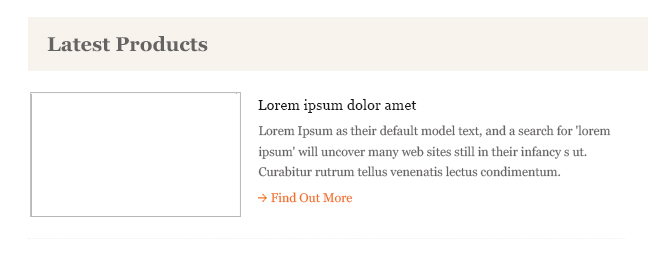 Latest Products
Lorem ipsum dolor amet
Lorem Ipsum as their default model text, and a search for 'lorem
ipsum' will uncover many web sites still in their infancy s ut.
Curabitur rutrum tellus venenatis lectus condimentum.
→ Find Out More